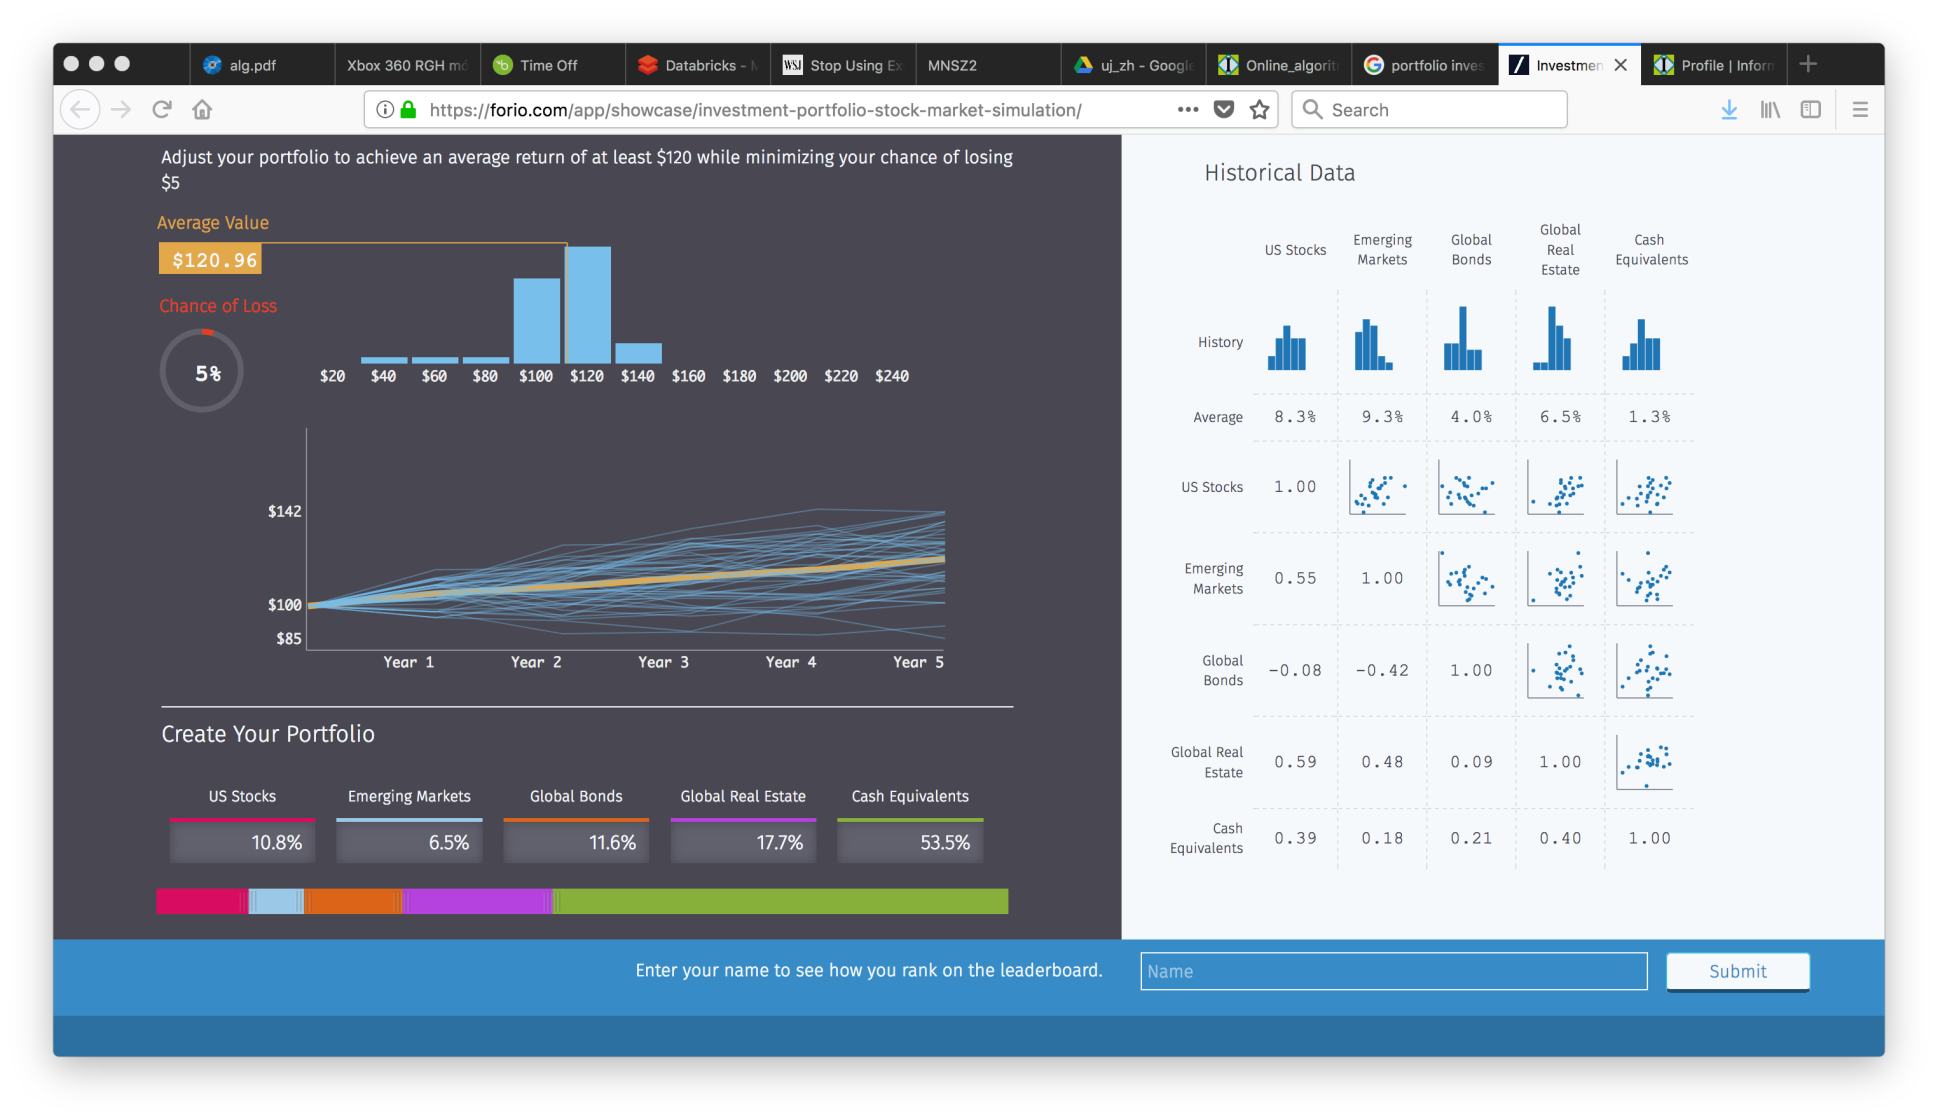 alg.pdf
Xbox 360 RGH mó
Time Off
Databricks -
WSJ
Stop Using Ex
MNSZ2
uj_zh - Google
Online_algorit
portfolio inves
Investmen
Profile | Inform
https://forio.com/app/showcase/investment-portfolio-stock-market-simulation/
Search
Adjust your portfolio to achieve an average return of at least $120 while minimizing your chance of losing
$5
Average Value
$120.96
Chance of Loss
5%
$20 $40 $60 $80 $100 $120 $140 $160 $180 $200 $220 $240
$142
$100
$85
Year 1 Year 2 Year 3 Year 4 Year 5
Create Your Portfolio
US Stocks Emerging Markets Global Bonds Global Real Estate Cash Equivalents
10.8% 6.5% 11.6% 17.7% 53.5%
Historical Data
US Stocks
Emerging
Markets
Global
Bonds
Global
Real
Estate
Cash
Equivalents
History
Average 8.3% 9.3% 4.0% 6.5% 1.3%
US Stocks 1.00
Emerging
Markets
0.55 1.00
Global
Bonds
-0.08 -0.42 1.00
Global Real
Estate
0.59 0.48 0.09 1.00
Cash
Equivalents
0.39 0.18 0.21 0.40 1.00
Enter your name to see how you rank on the leaderboard.
Name
Submit